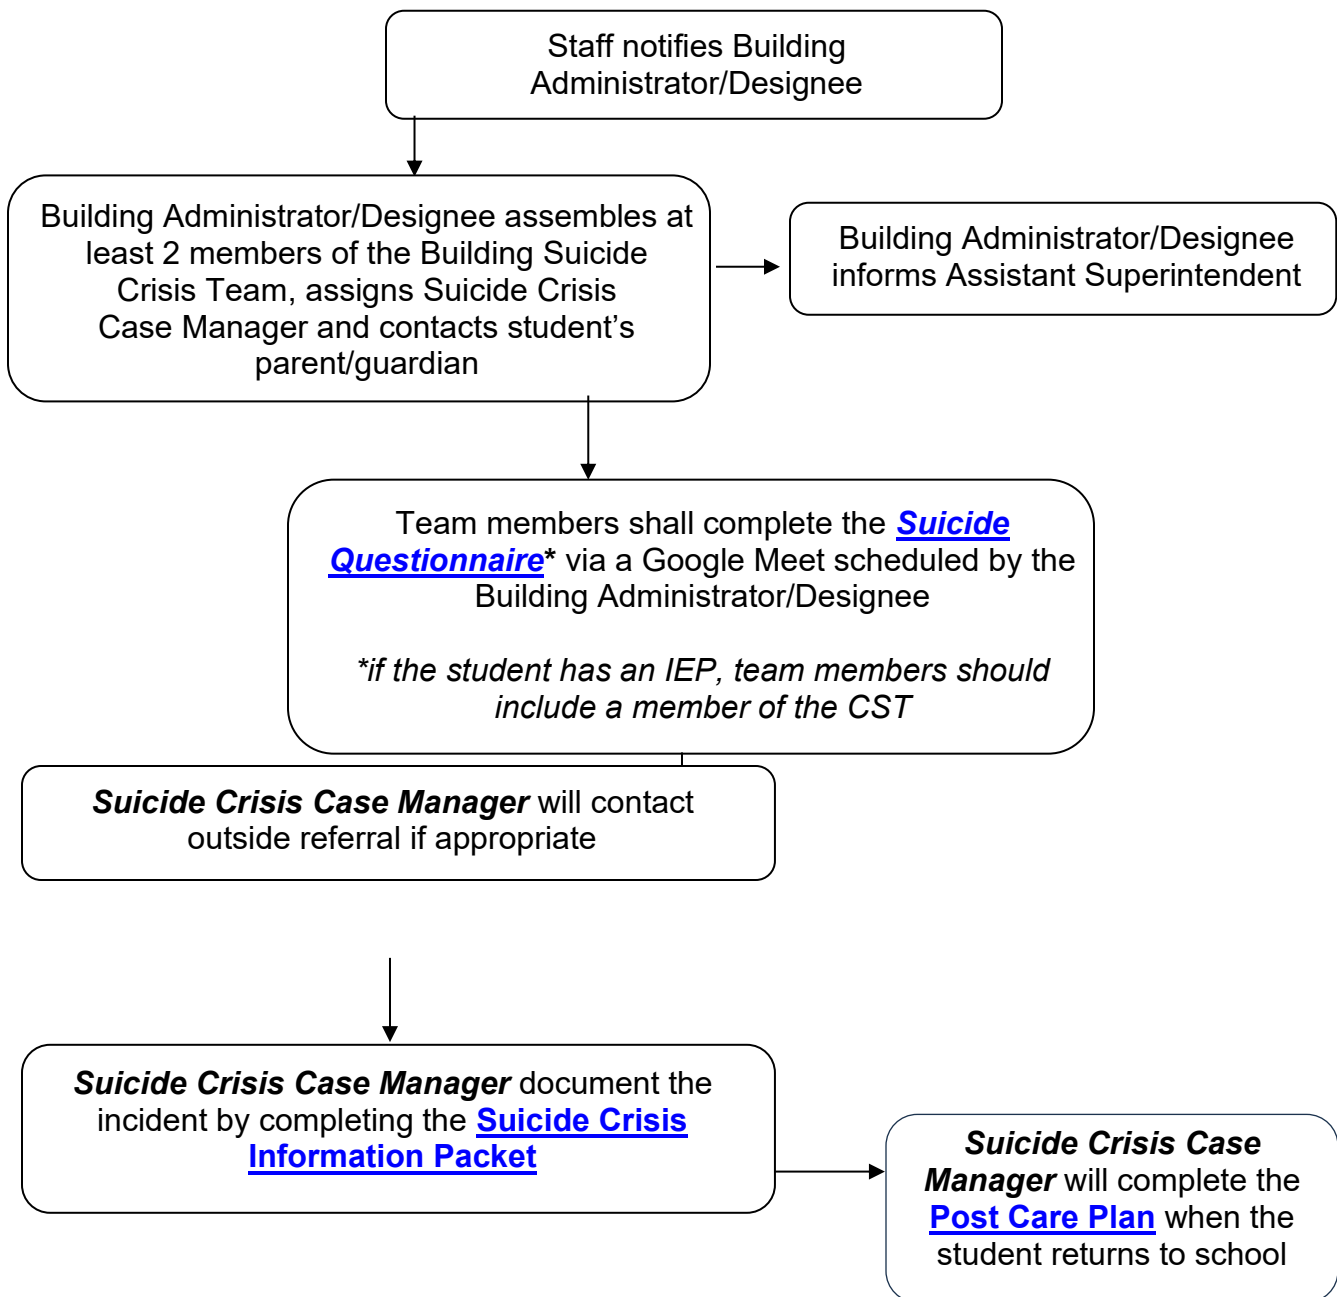 Staff notifies Building
Administrator/Designee
Building Administrator/Designee assembles at
least 2 members of the Building Suicide
Crisis Team, assigns Suicide Crisis
Case Manager and contacts student’s
parent/guardian
Building Administrator/Designee
informs Assistant Superintendent
Team members shall complete the Suicide
Questionnaire* via a Google Meet scheduled by the
Building Administrator/Designee
*if the student has an IEP, team members should
include a member of the CST
Suicide Crisis Case Manager will contact
outside referral if appropriate
Suicide Crisis Case Manager document the
incident by completing the Suicide Crisis
Information Packet
Suicide Crisis Case
Manager will complete the
Post Care Plan when the
student returns to school